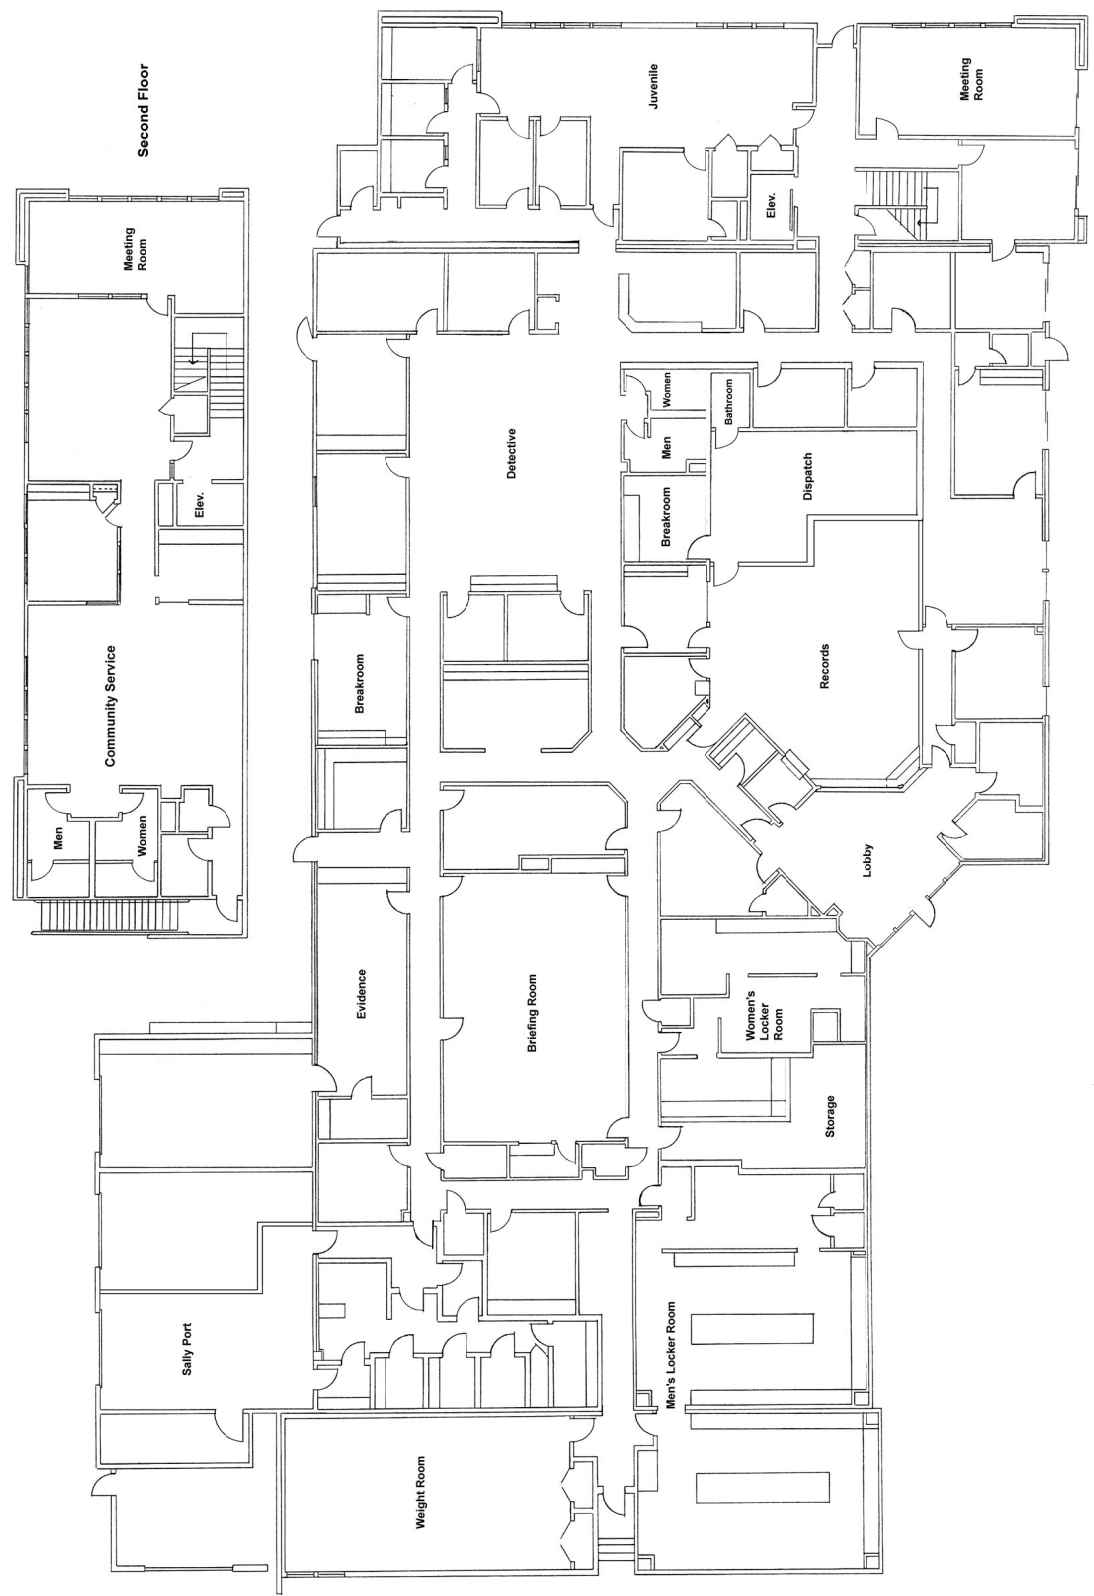 Second Floor
Meeting
Room
Elev.
Community Service
Men
Women
Juvenile
Meeting
Room
Elev.
Detective
Women
Men
Bathroom
Breakroom
Dispatch
Breakroom
Records
Lobby
Evidence
Briefing Room
Women's
Locker
Room
Storage
Sally Port
Men's Locker Room
Weight Room